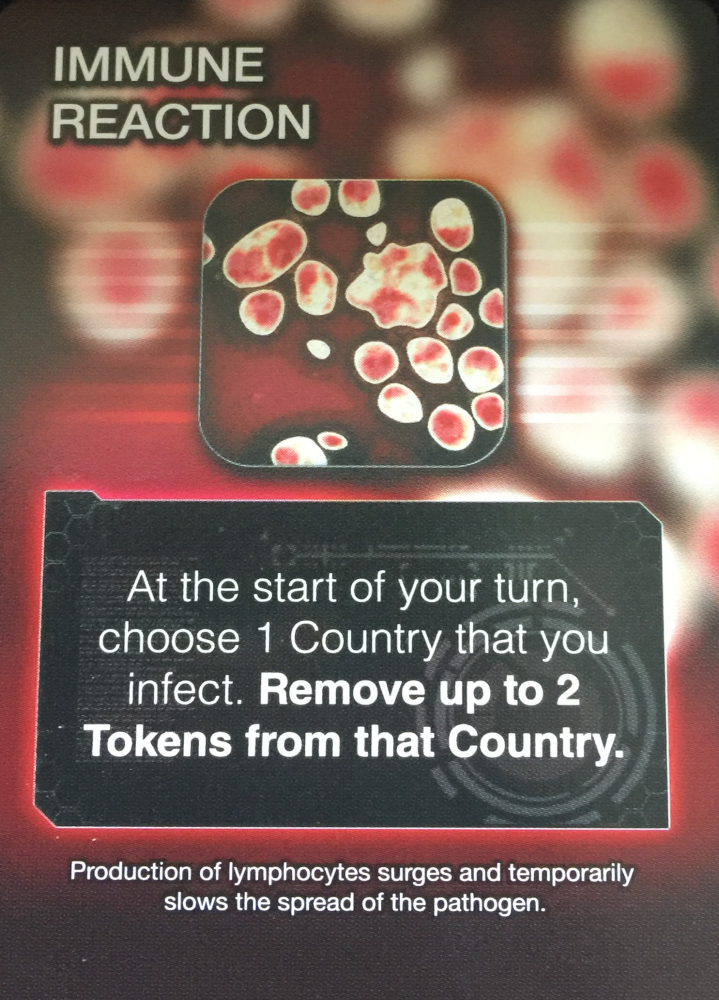 IMMUNE
REACTION
At the start of your turn,
choose 1 Country that you
infect. Remove up to 2
Tokens from that Country.
Production of lymphocytes surges and temporarily
slows the spread of the pathogen.